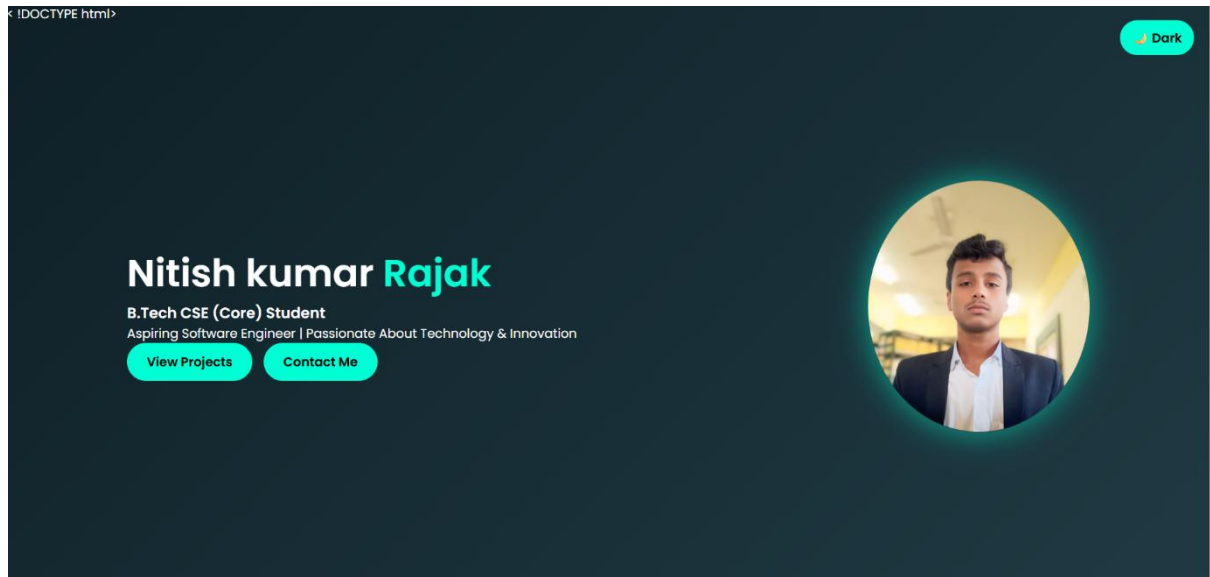 < !DOCTYPE html>
🌙 Dark
Nitish kumar Rajak
B.Tech CSE (Core) Student
Aspiring Software Engineer | Passionate About Technology & Innovation
View Projects
Contact Me